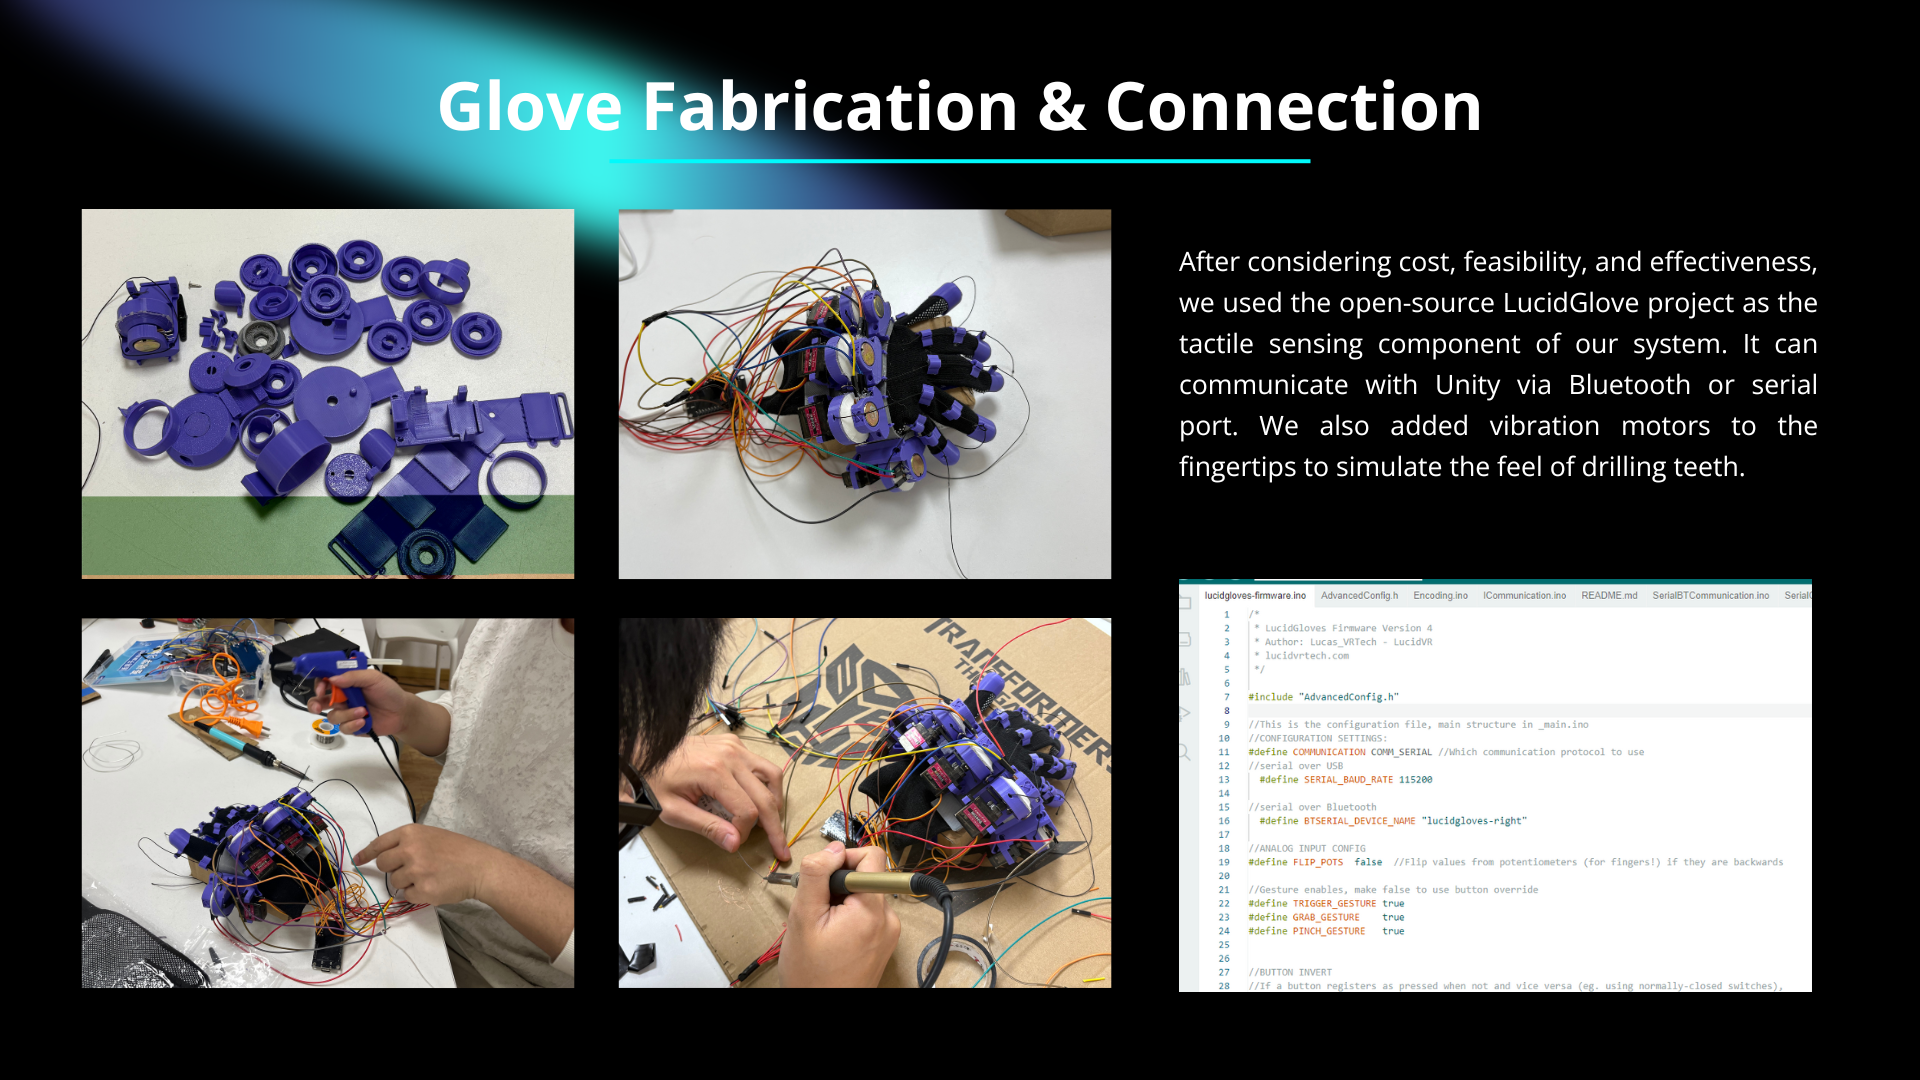 Glove Fabrication & Connection
After considering cost, feasibility, and effectiveness,
we used the open-source LucidGlove project as the
tactile sensing component of our system. It can
communicate with Unity via Bluetooth or serial
port. We also added vibration motors to the
fingertips to simulate the feel of drilling teeth.
TRANSFORMERS
THE GAME
lucidgloves-firmware.ino AdvancedConfig.h Encoding.ino ICommunication.ino README.md SerialBTCommunication.ino
1 /*
2 * LucidGloves Firmware Version 4
3 * Author: Lucas_VRTech - LucidVR
4 * lucidvrtech.com
5 */
6
7 #include "AdvancedConfig.h"
8
9 //This is the configuration file, main structure in _main.ino
10 //CONFIGURATION SETTINGS:
11 #define COMMUNICATION COMM_SERIAL //Which communication protocol to use
12 //serial over USB
13 #define SERIAL_BAUD_RATE 115200
14
15 //serial over Bluetooth
16 #define BTSERIAL_DEVICE_NAME "lucidgloves-right"
17
18 //ANALOG INPUT CONFIG
19 #define FLIP_POTS false //Flip values from potentiometers (for fingers!) if they are backwards
20
21 //Gesture enables, make false to use button override
22 #define TRIGGER_GESTURE true
23 #define GRAB_GESTURE true
24 #define PINCH_GESTURE true
25
26
27 //BUTTON INVERT
28 //If a button registers as pressed when not and vice versa (eg. using normally-closed switches),